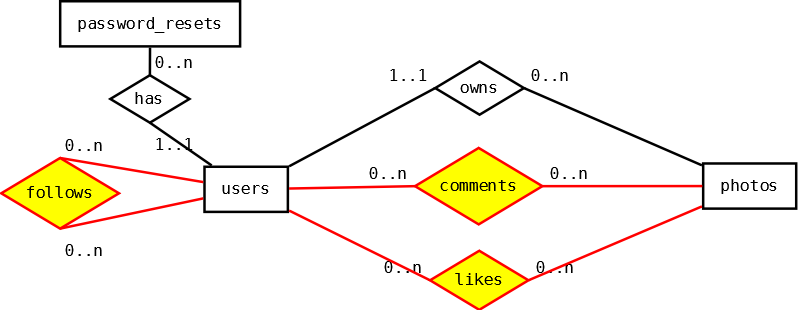 password_resets
0..n
has
1..1
1..1
owns
0..n
0..n
follows
0..n
users
0..n
comments
0..n
photos
0..n
likes
0..n